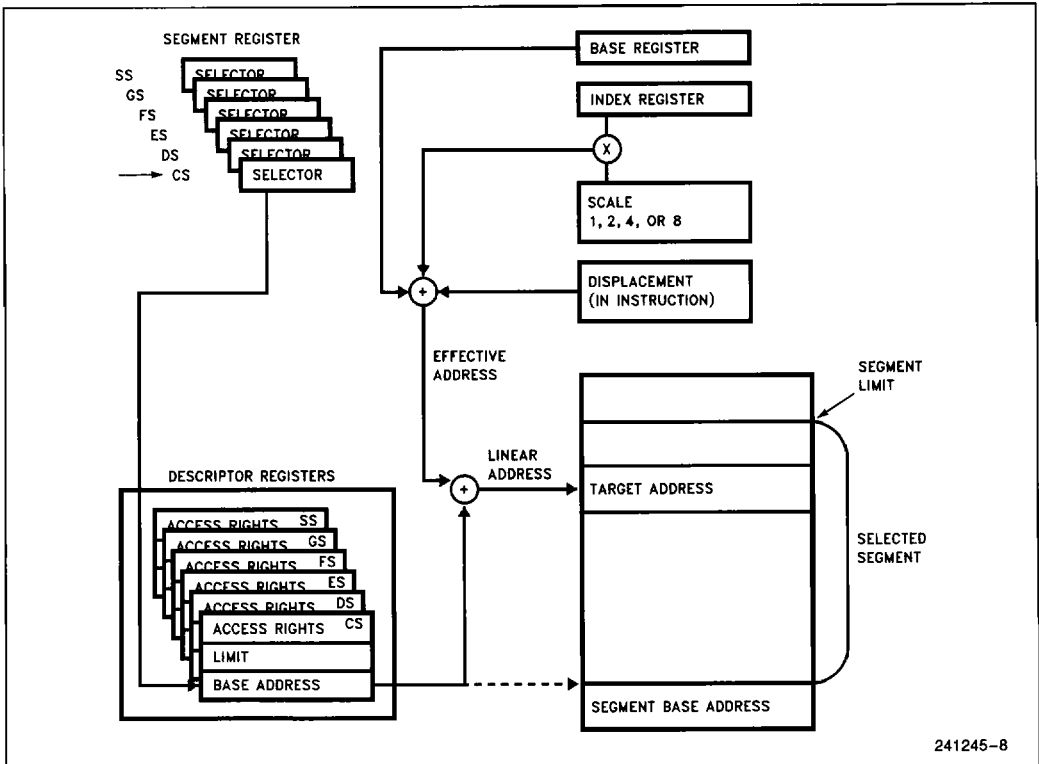 SEGMENT REGISTER
SS
GS
FS
ES
DS
CS
SELECTOR
SELECTOR
SELECTOR
SELECTOR
SELECTOR
SELECTOR
BASE REGISTER
INDEX REGISTER
X
SCALE
1, 2, 4, OR 8
DISPLACEMENT
(IN INSTRUCTION)
+
EFFECTIVE
ADDRESS
SEGMENT
LIMIT
LINEAR
ADDRESS
+
TARGET ADDRESS
SELECTED
SEGMENT
SEGMENT BASE ADDRESS
DESCRIPTOR REGISTERS
ACCESS RIGHTS SS
ACCESS RIGHTS GS
ACCESS RIGHTS FS
ACCESS RIGHTS ES
ACCESS RIGHTS DS
ACCESS RIGHTS CS
LIMIT
BASE ADDRESS
241245-8